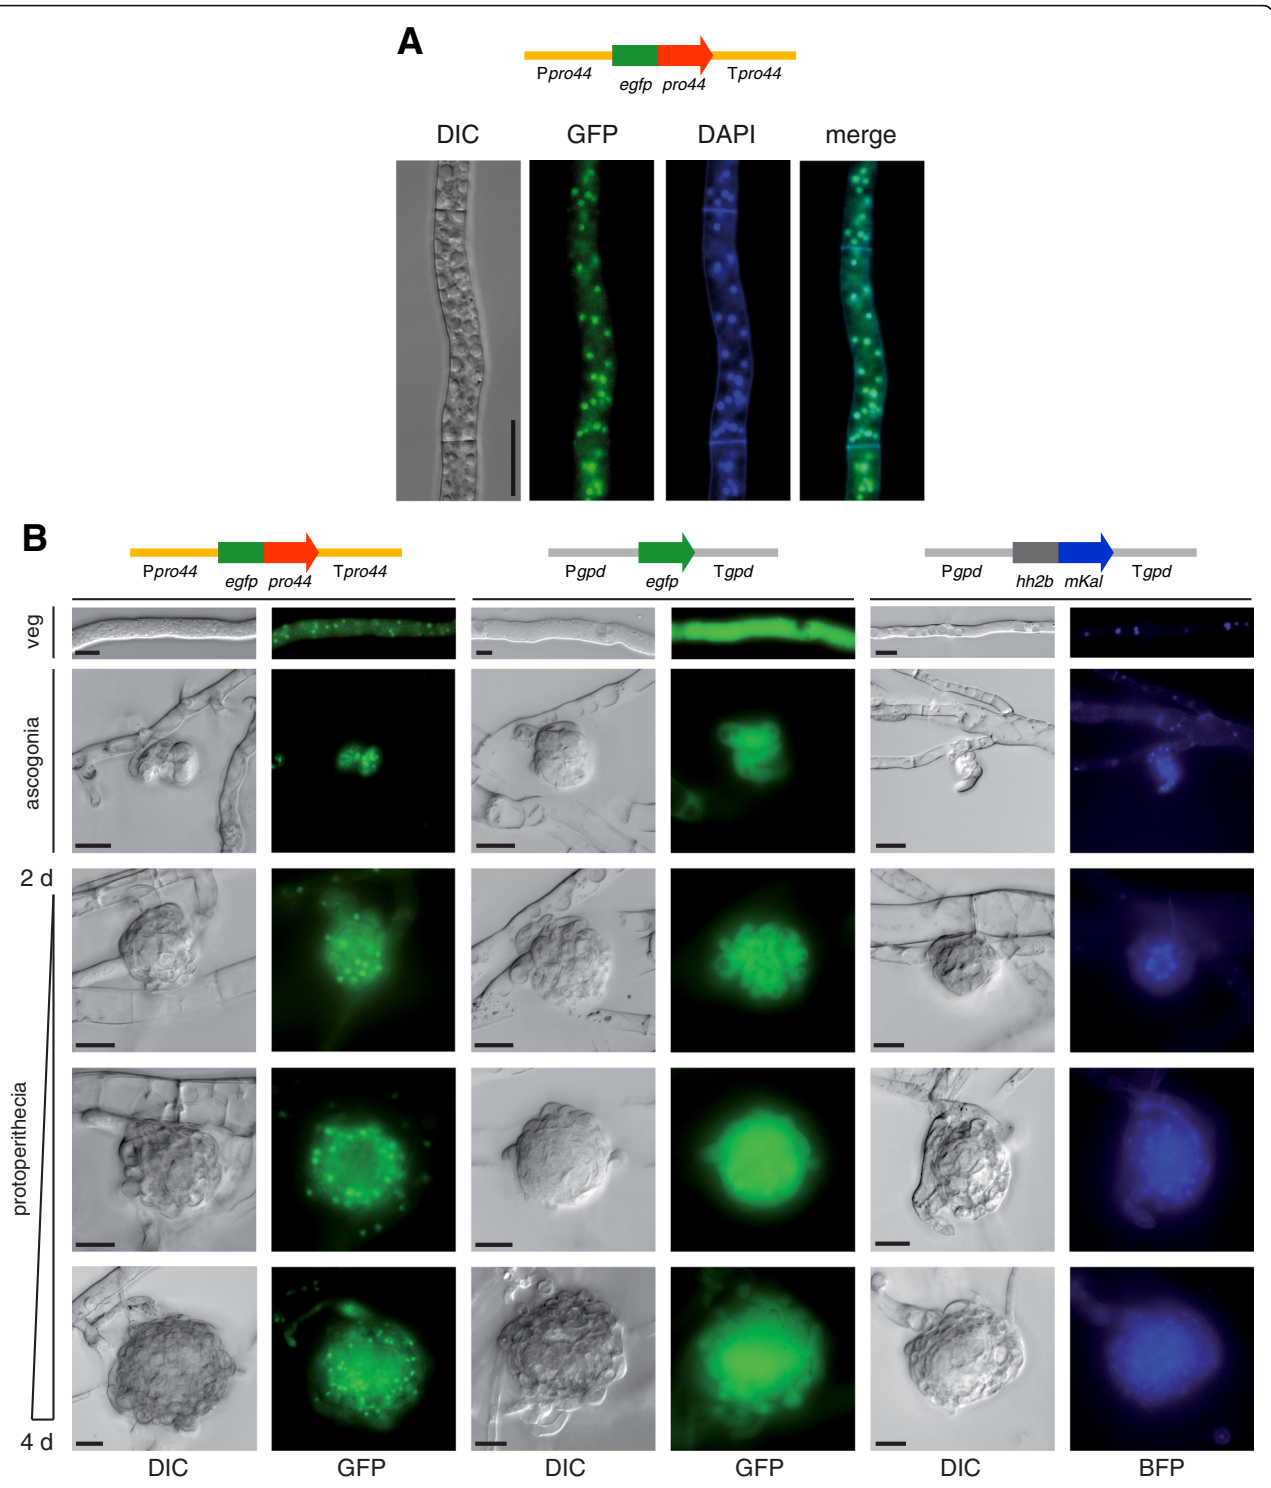 A
Ppro44 egfp pro44 Tpro44
DIC GFP DAPI merge
B
Ppro44 egfp pro44 Tpro44 Pgpd egfp Tgpd Pgpd hh2b mKal Tgpd
veg
ascogonia
2 d
protoperithecia
4 d
DIC GFP DIC GFP DIC BFP